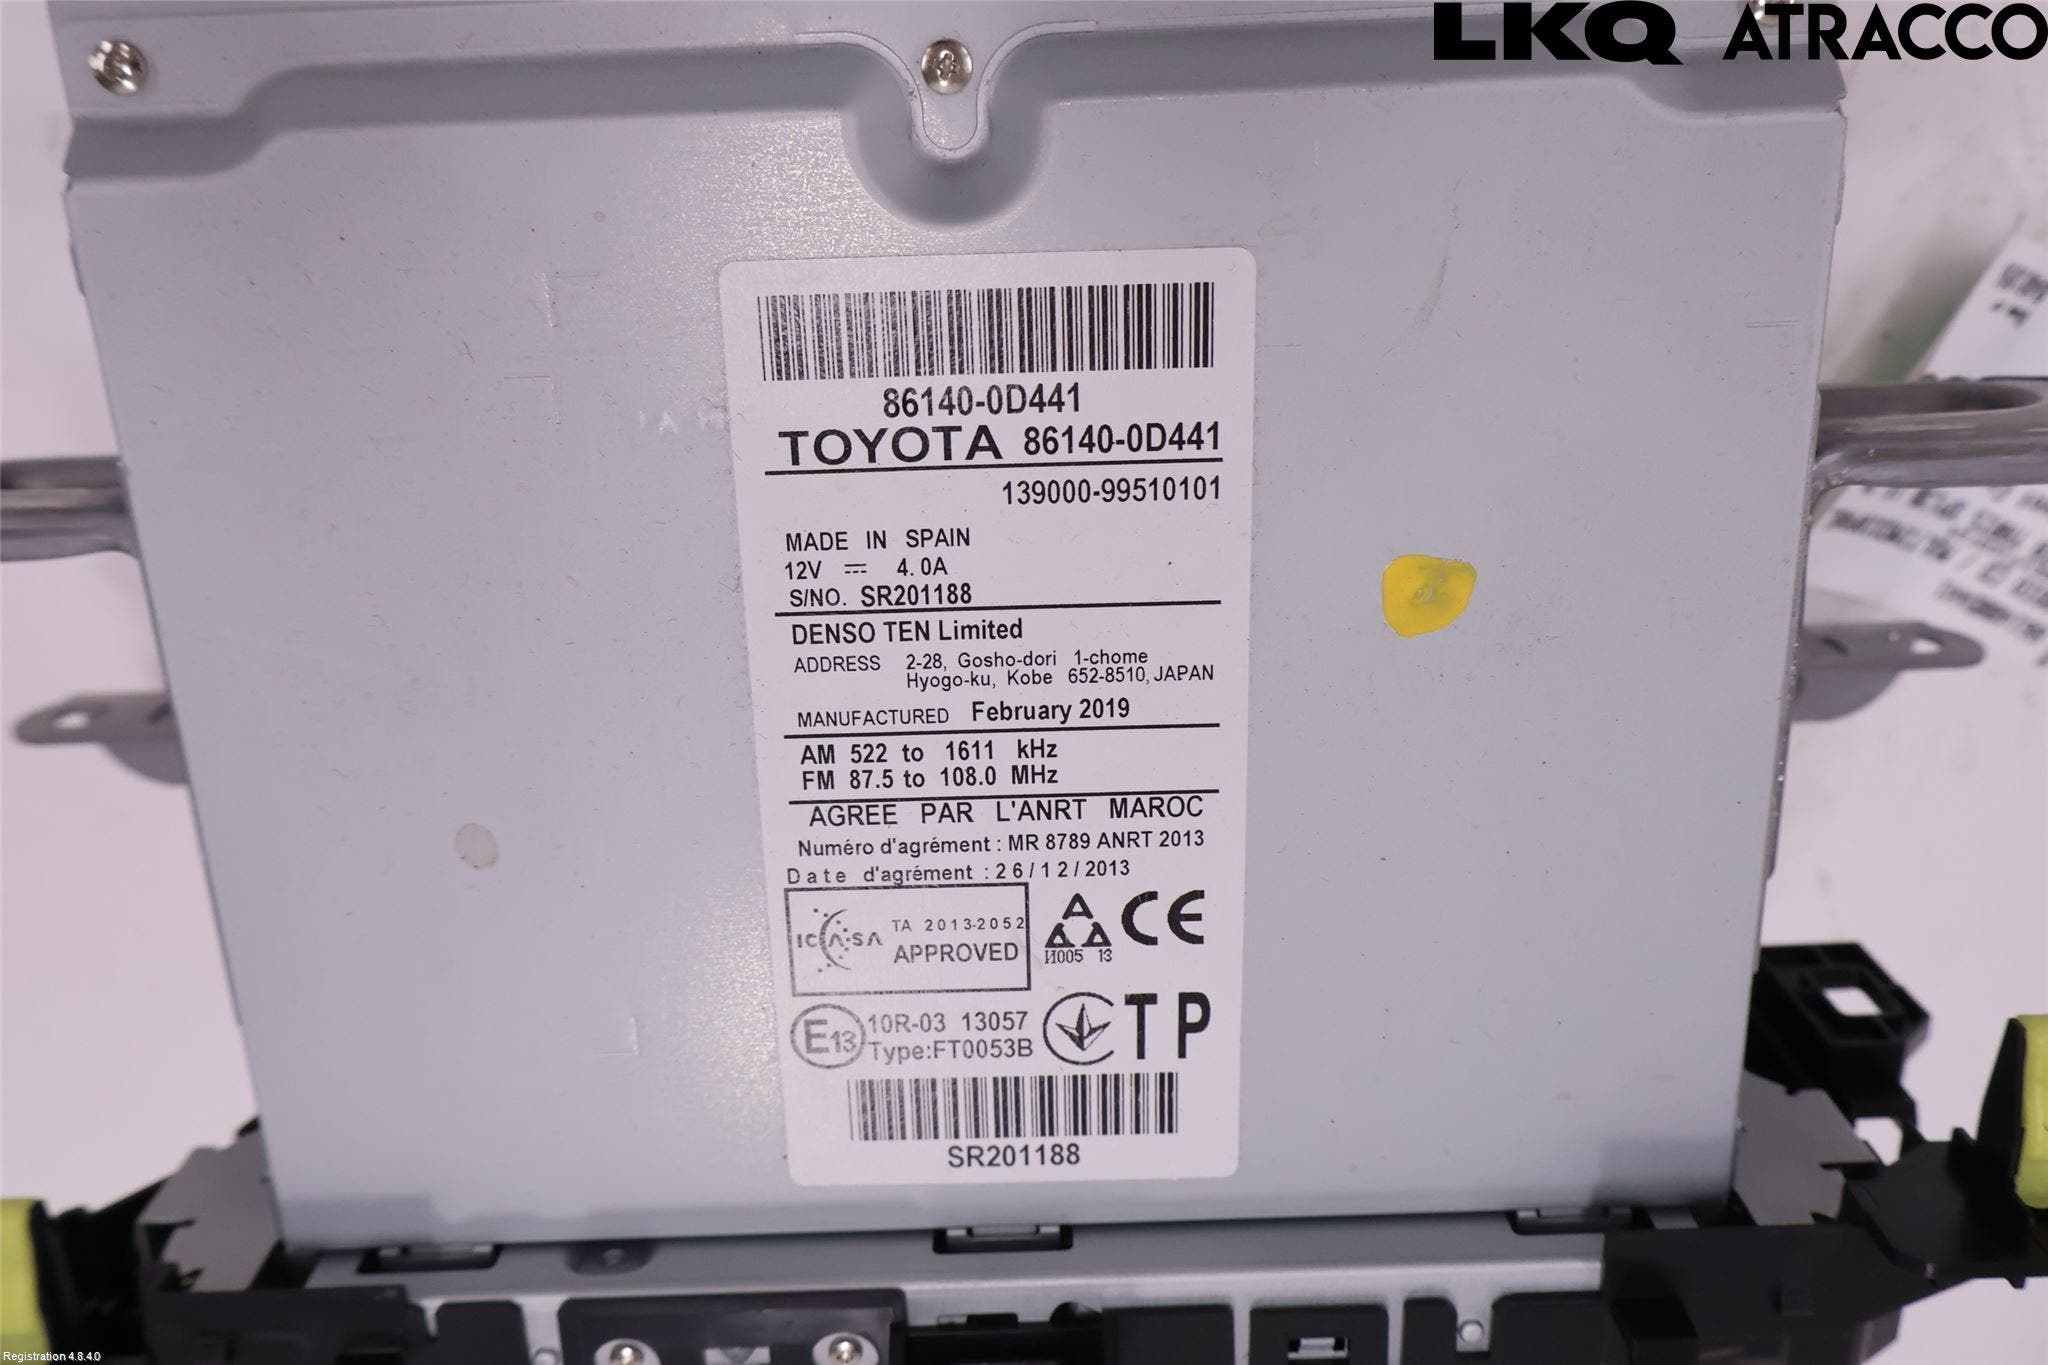 LKQ ATRACCO
86140-0D441
TOYOTA 86140-0D441
139000-99510101
MADE IN SPAIN
12V ⎓ 4.0A
S/NO. SR201188
DENSO TEN Limited
ADDRESS 2-28, Gosho-dori 1-chome
Hyogo-ku, Kobe 652-8510, JAPAN
MANUFACTURED February 2019
AM 522 to 1611 kHz
FM 87.5 to 108.0 MHz
AGREE PAR L'ANRT MAROC
Numéro d'agrément : MR 8789 ANRT 2013
Date d'agrément : 26/12/2013
ICASA TA 2013-2052
APPROVED
И005 13
CE
E13 10R-03 13057
Type:FT0053B
TP
SR201188
Registration 4.8.4.0